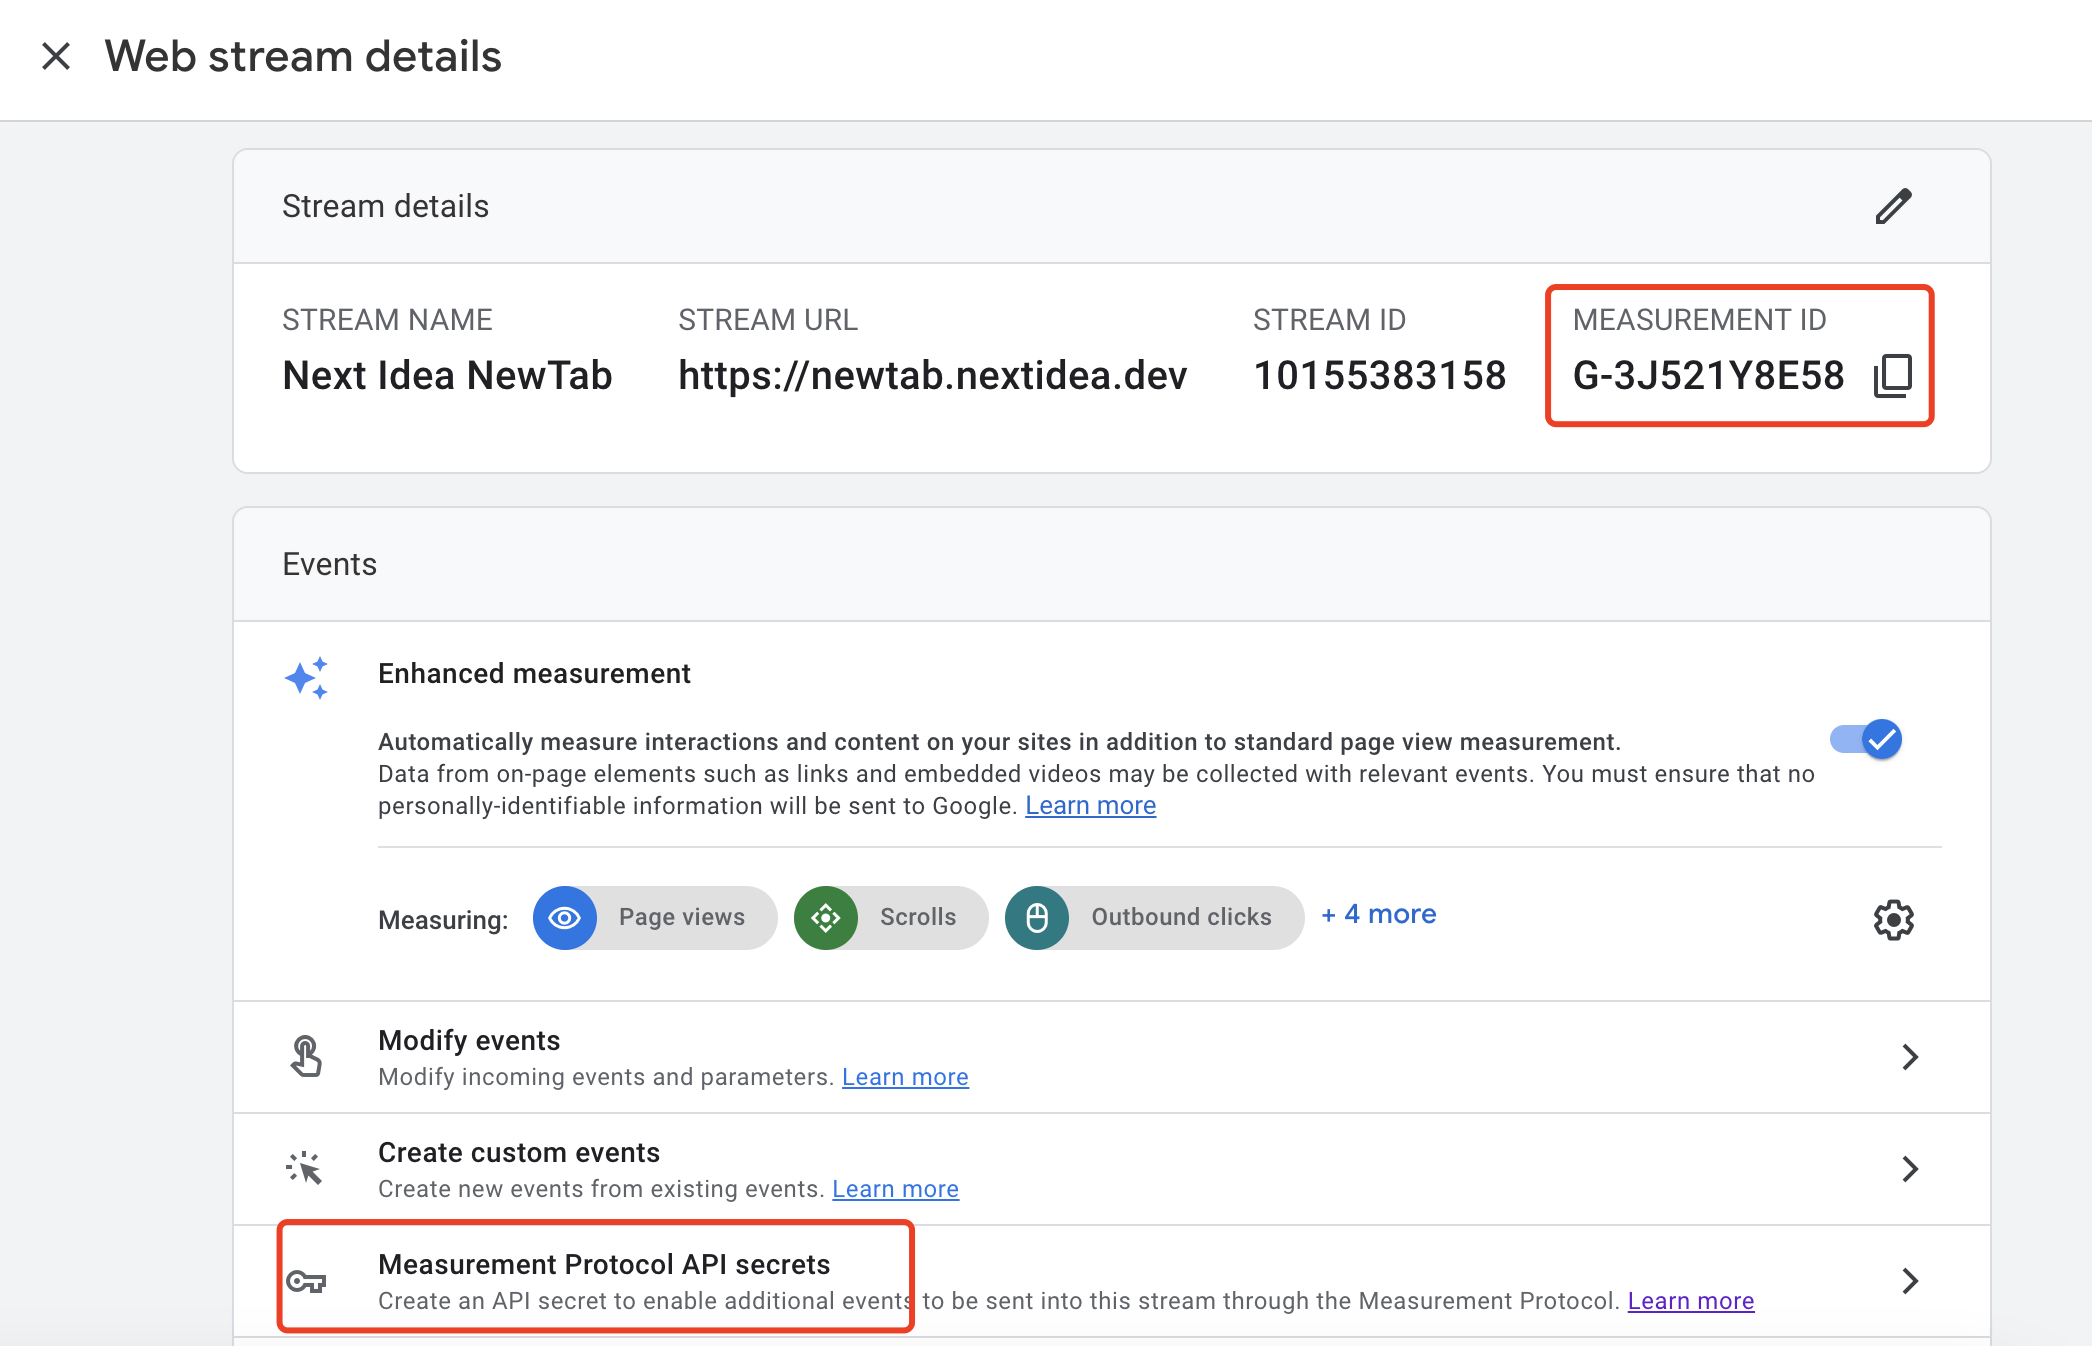 Web stream details
Stream details
STREAM NAME
Next Idea NewTab
STREAM URL
https://newtab.nextidea.dev
STREAM ID
10155383158
MEASUREMENT ID
G-3J521Y8E58
Events
Enhanced measurement
Automatically measure interactions and content on your sites in addition to standard page view measurement.
Data from on-page elements such as links and embedded videos may be collected with relevant events. You must ensure that no
personally-identifiable information will be sent to Google. Learn more
Measuring: Page views Scrolls Outbound clicks + 4 more
Modify events
Modify incoming events and parameters. Learn more
Create custom events
Create new events from existing events. Learn more
Measurement Protocol API secrets
Create an API secret to enable additional events to be sent into this stream through the Measurement Protocol. Learn more